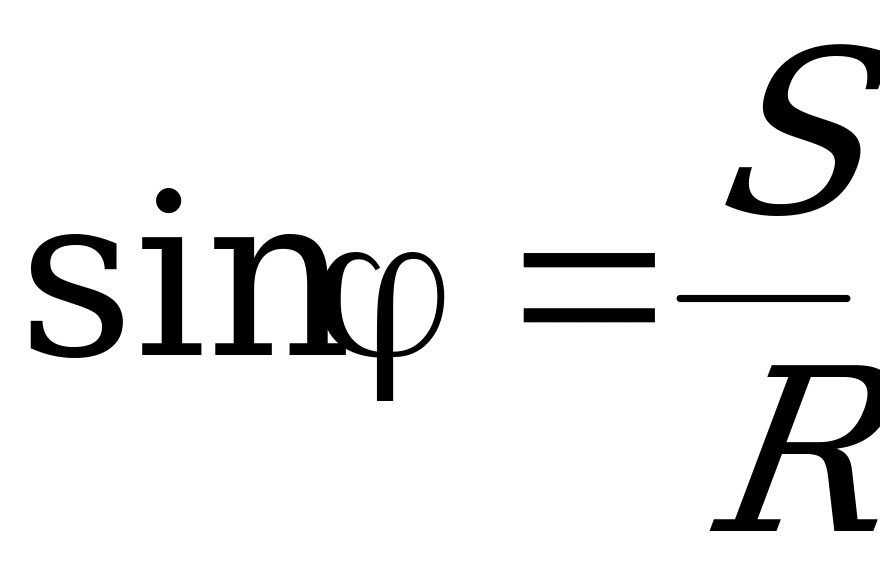 sinφ = S/R